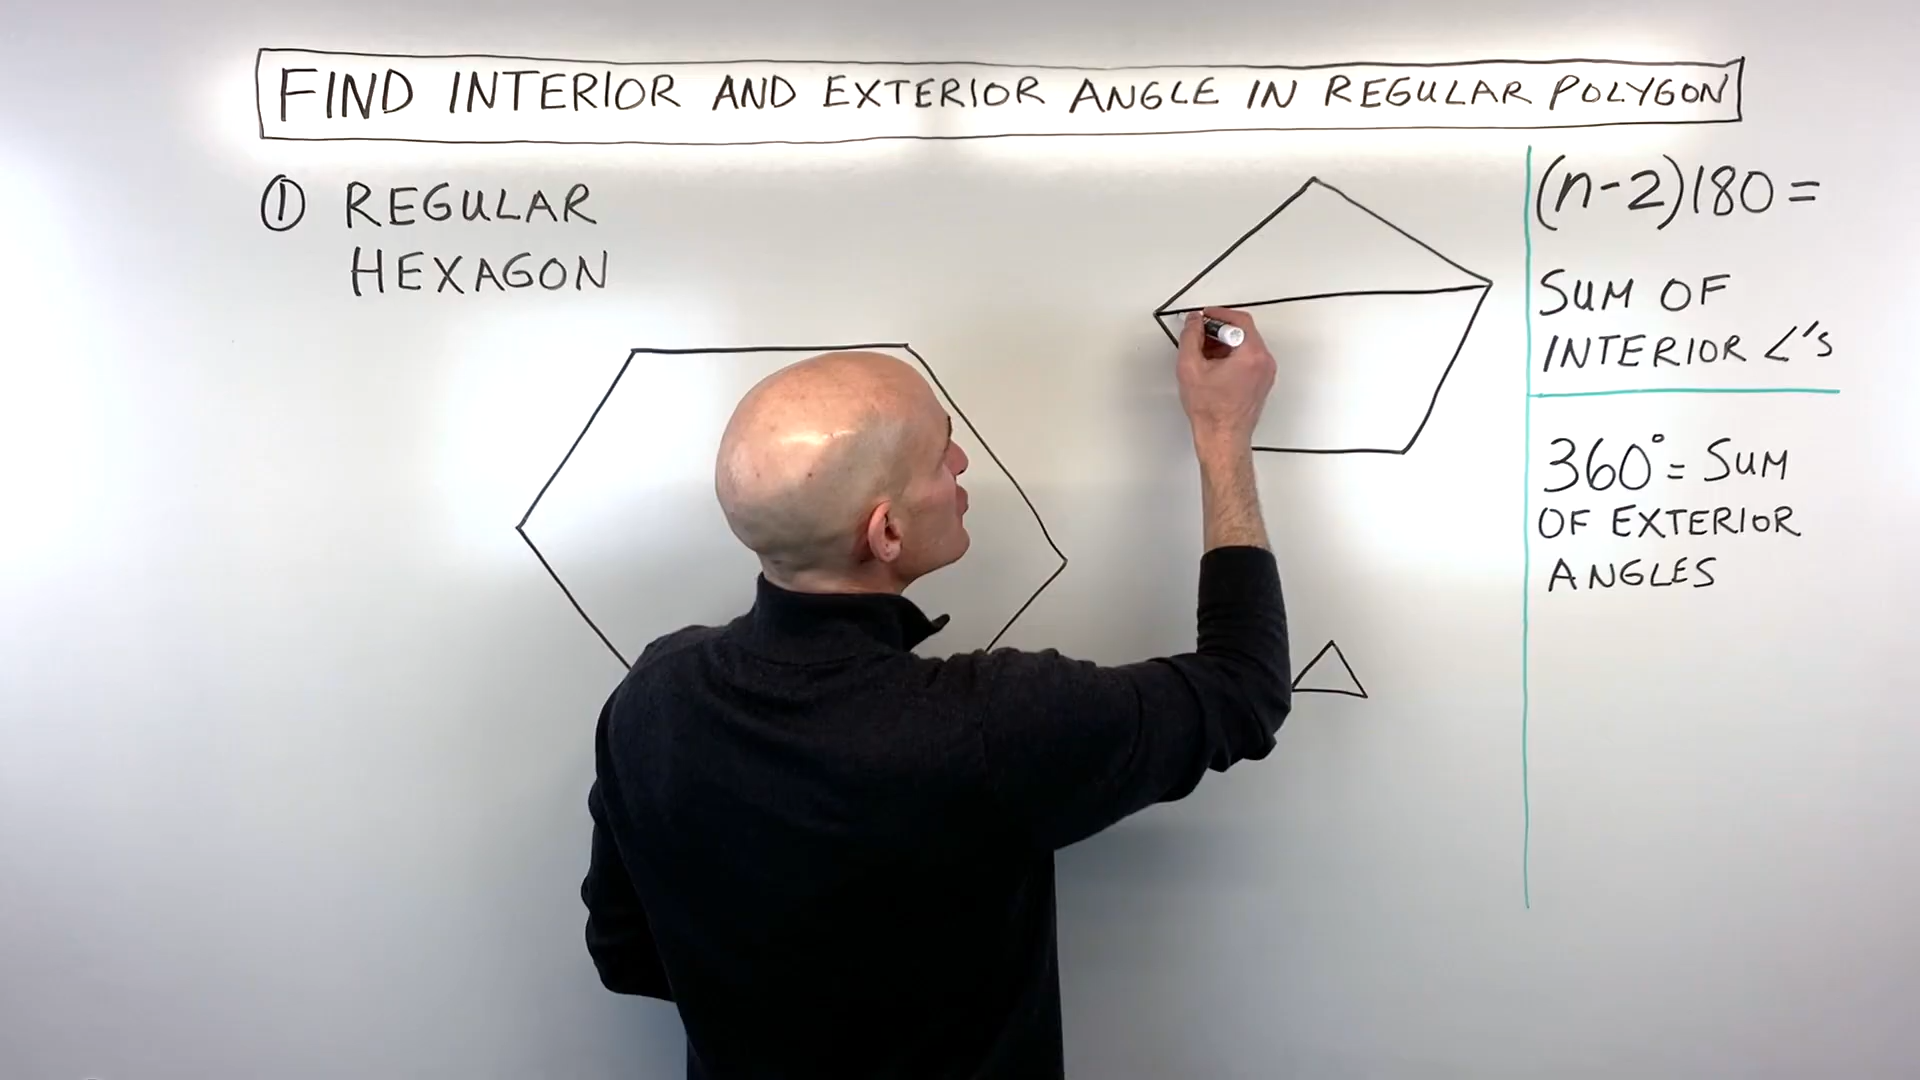 FIND INTERIOR AND EXTERIOR ANGLE IN REGULAR POLYGON
① REGULAR
HEXAGON
(n-2)180=
SUM OF
INTERIOR ∠'s
360°= SUM
OF EXTERIOR
ANGLES